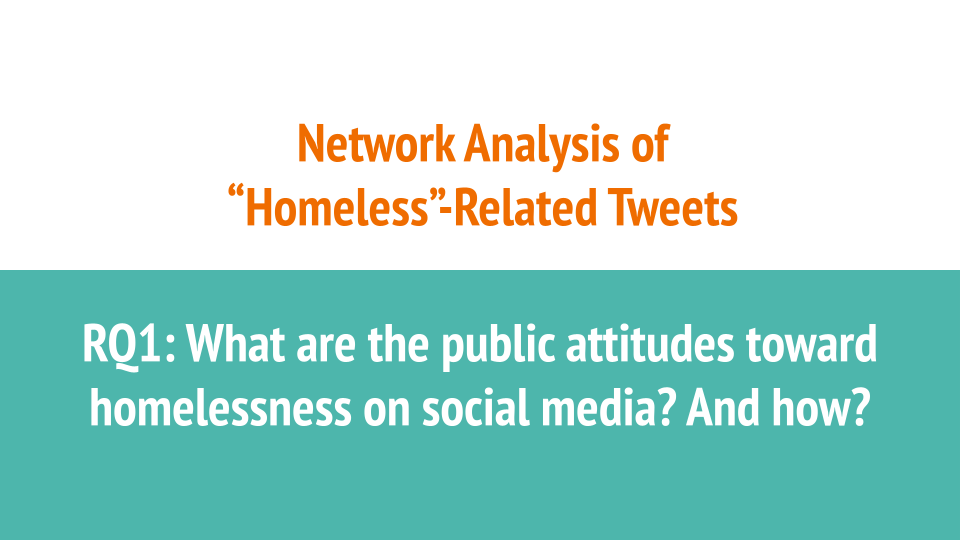 Network Analysis of
“Homeless”-Related Tweets
RQ1: What are the public attitudes toward
homelessness on social media? And how?